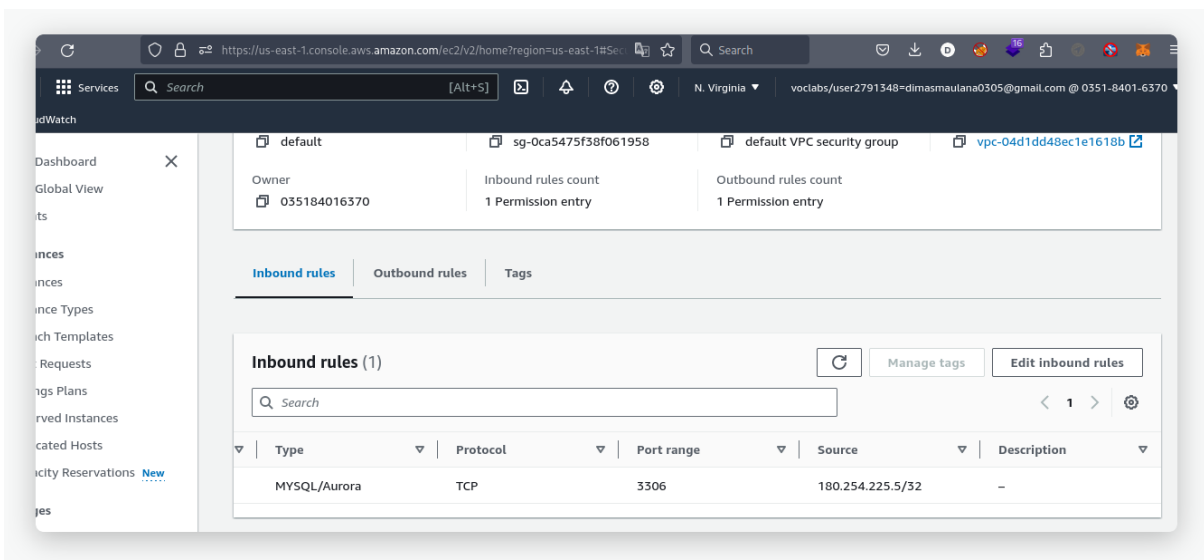 https://us-east-1.console.aws.amazon.com/ec2/v2/home?region=us-east-1#Sec
Search
16
Services
Search
[Alt+S]
N. Virginia ▼
voclabs/user2791348=dimasmaulana0305@gmail.com @ 0351-8401-6370 ▼
udWatch
Dashboard
Global View
ts
nces
nces
nce Types
ch Templates
Requests
ngs Plans
rved Instances
cated Hosts
city Reservations New
ges
default
sg-0ca5475f38f061958
default VPC security group
vpc-04d1dd48ec1e1618b
Owner
035184016370
Inbound rules count
1 Permission entry
Outbound rules count
1 Permission entry
Inbound rules
Outbound rules
Tags
Inbound rules (1)
Manage tags
Edit inbound rules
Search
1
Type
Protocol
Port range
Source
Description
MYSQL/Aurora
TCP
3306
180.254.225.5/32
–